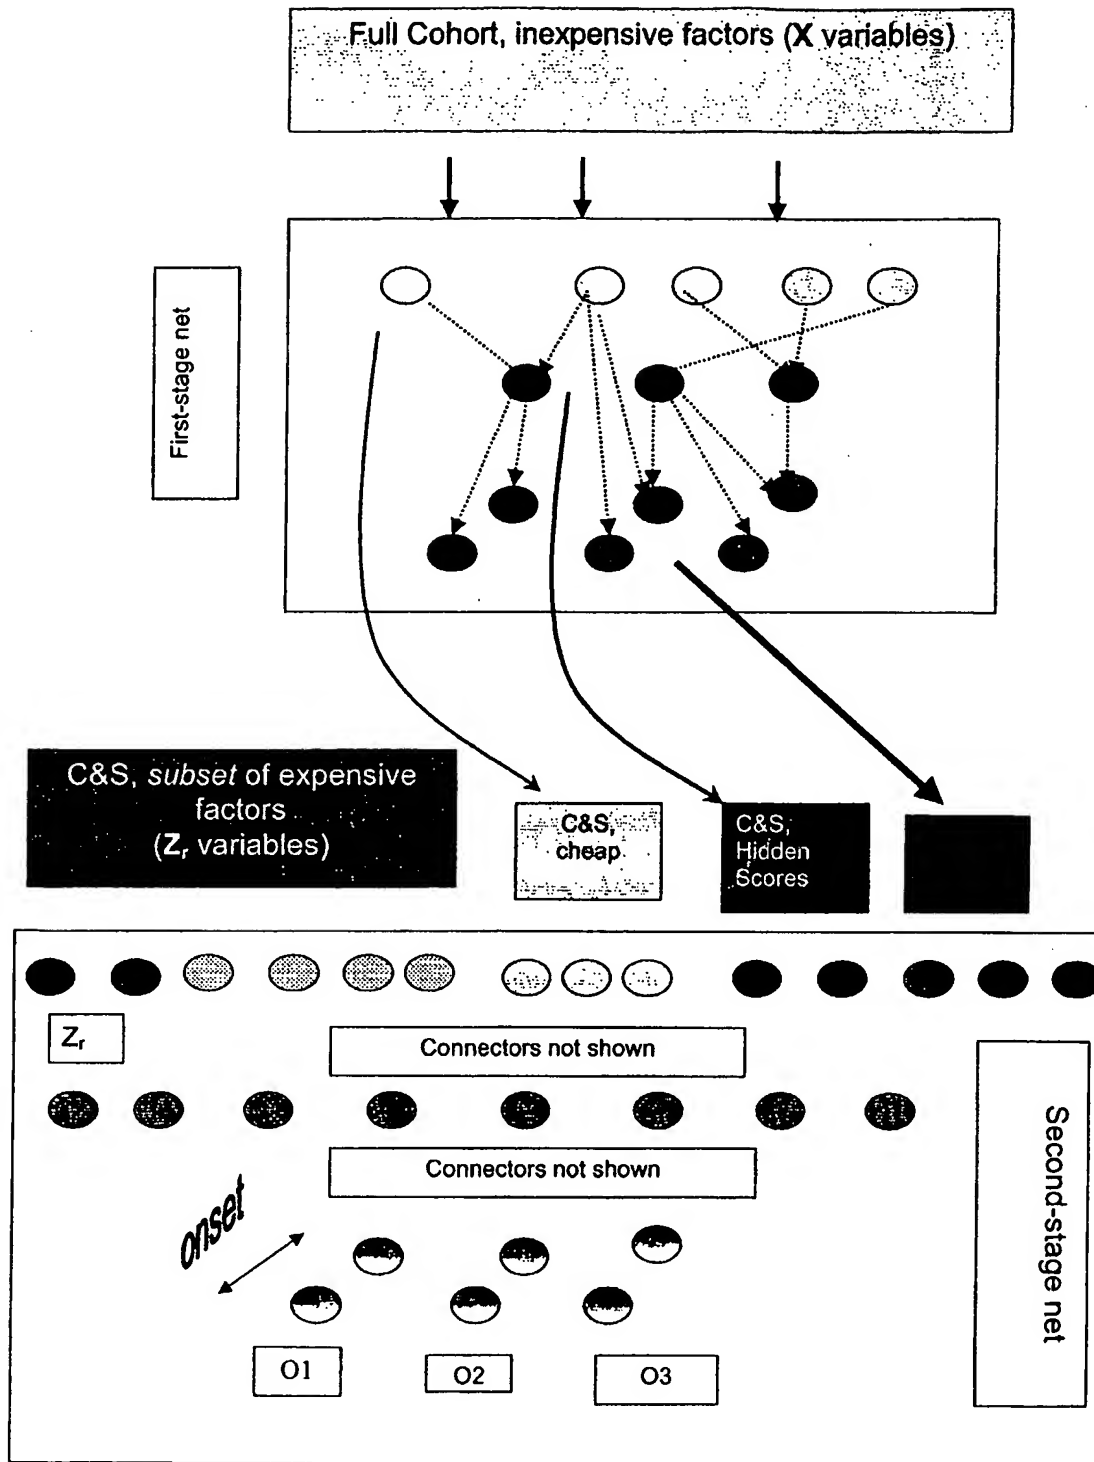 Full Cohort, inexpensive factors (X variables)
First-stage net
C&S, subset of expensive
factors
(Zr variables)
C&S,
cheap
C&S,
Hidden
Scores
Zr
Connectors not shown
Connectors not shown
onset
Second-stage net
O1
O2
O3